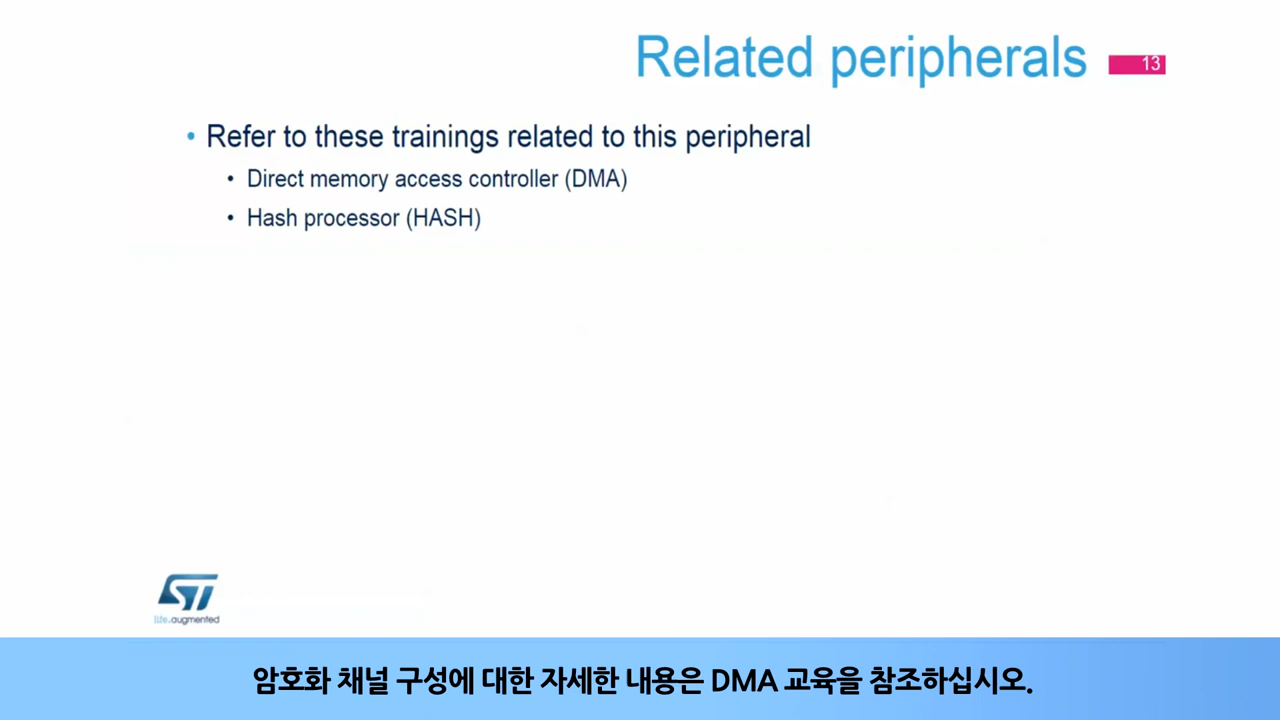 Related peripherals
13
• Refer to these trainings related to this peripheral
• Direct memory access controller (DMA)
• Hash processor (HASH)
ST
life.augmented
암호화 채널 구성에 대한 자세한 내용은 DMA 교육을 참조하십시오.